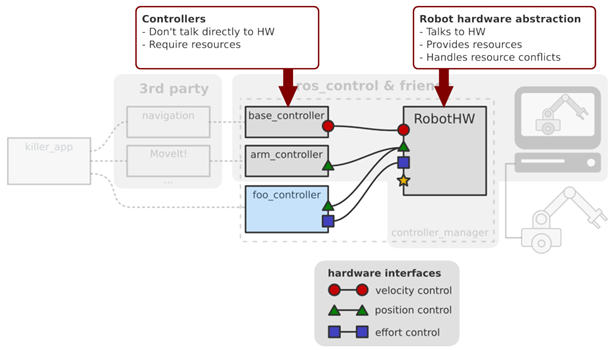 Controllers
- Don't talk directly to HW
- Require resources
Robot hardware abstraction
- Talks to HW
- Provides resources
- Handles resource conflicts
3rd party
ros_control & frien
navigation
base_controller
RobotHW
killer_app
MoveIt!
arm_controller
...
foo_controller
controller_manager
hardware interfaces
velocity control
position control
effort control